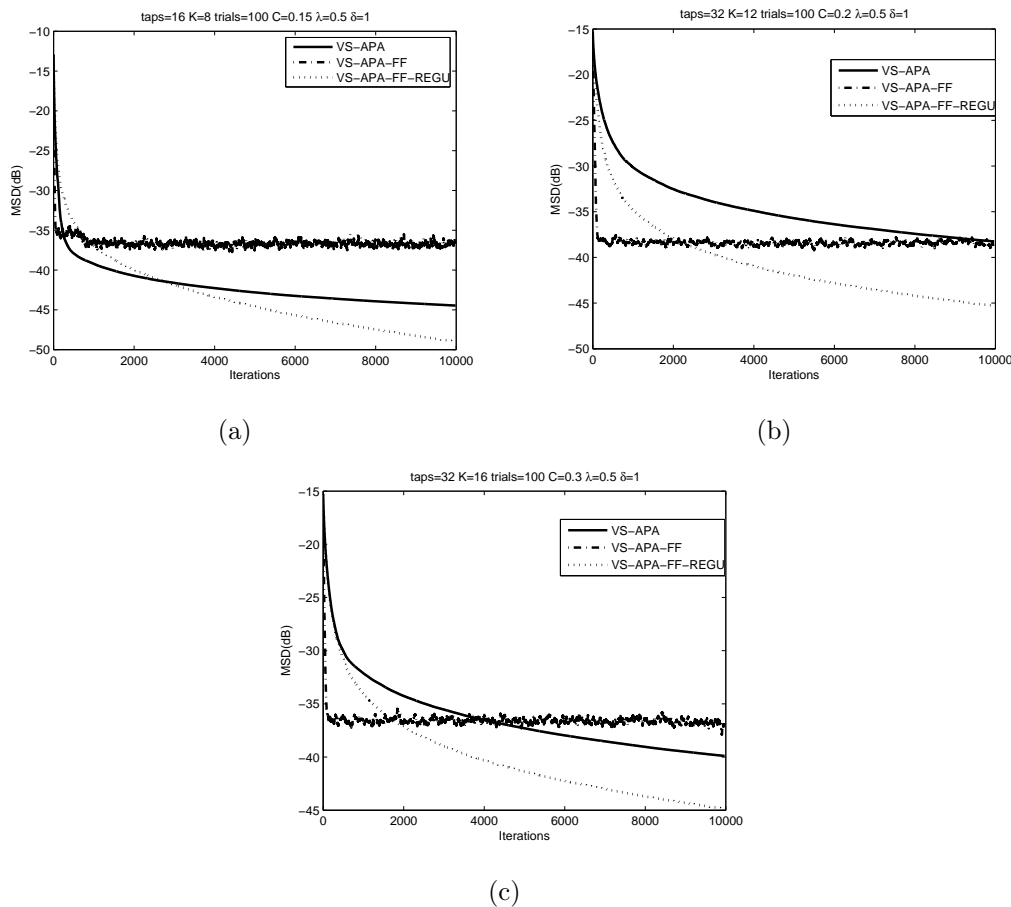 taps=16 K=8 trials=100 C=0.15 λ=0.5 δ=1
−10
−15
−20
−25
−30
−35
−40
−45
−50
MSD(dB)
VS−APA
VS−APA−FF
VS−APA−FF−REGU
0 2000 4000 6000 8000 10000
Iterations
(a)
taps=32 K=12 trials=100 C=0.2 λ=0.5 δ=1
−15
−20
−25
−30
−35
−40
−45
−50
MSD(dB)
VS−APA
VS−APA−FF
VS−APA−FF−REGU
0 2000 4000 6000 8000 10000
Iterations
(b)
taps=32 K=16 trials=100 C=0.3 λ=0.5 δ=1
−15
−20
−25
−30
−35
−40
−45
MSD(dB)
VS−APA
VS−APA−FF
VS−APA−FF−REGU
0 2000 4000 6000 8000 10000
Iterations
(c)